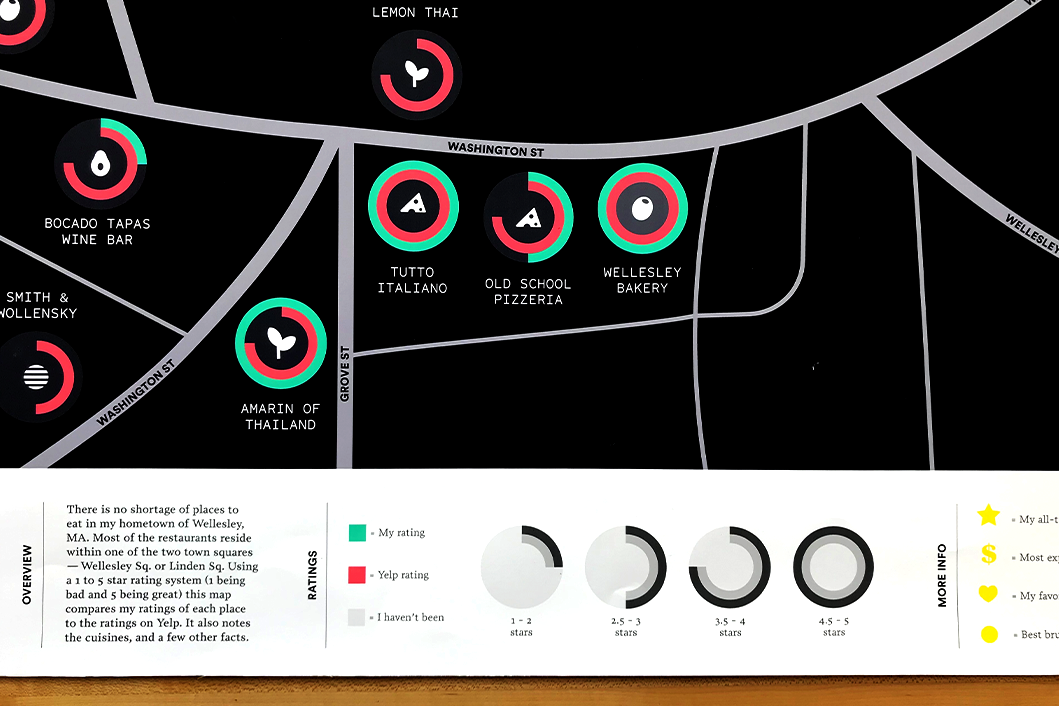 LEMON THAI
WASHINGTON ST
BOCADO TAPAS
WINE BAR
TUTTO
ITALIANO
OLD SCHOOL
PIZZERIA
WELLESLEY
BAKERY
WELLESLEY
SMITH &
WOLLENSKY
AMARIN OF
THAILAND
GROVE ST
WASHINGTON ST
OVERVIEW
There is no shortage of places to
eat in my hometown of Wellesley,
MA. Most of the restaurants reside
within one of the two town squares
— Wellesley Sq. or Linden Sq. Using
a 1 to 5 star rating system (1 being
bad and 5 being great) this map
compares my ratings of each place
to the ratings on Yelp. It also notes
the cuisines, and a few other facts.
RATINGS
= My rating
= Yelp rating
= I haven't been
1 - 2
stars
2.5 - 3
stars
3.5 - 4
stars
4.5 - 5
stars
MORE INFO
= My all-t
$ = Most exp
= My favo
= Best bru